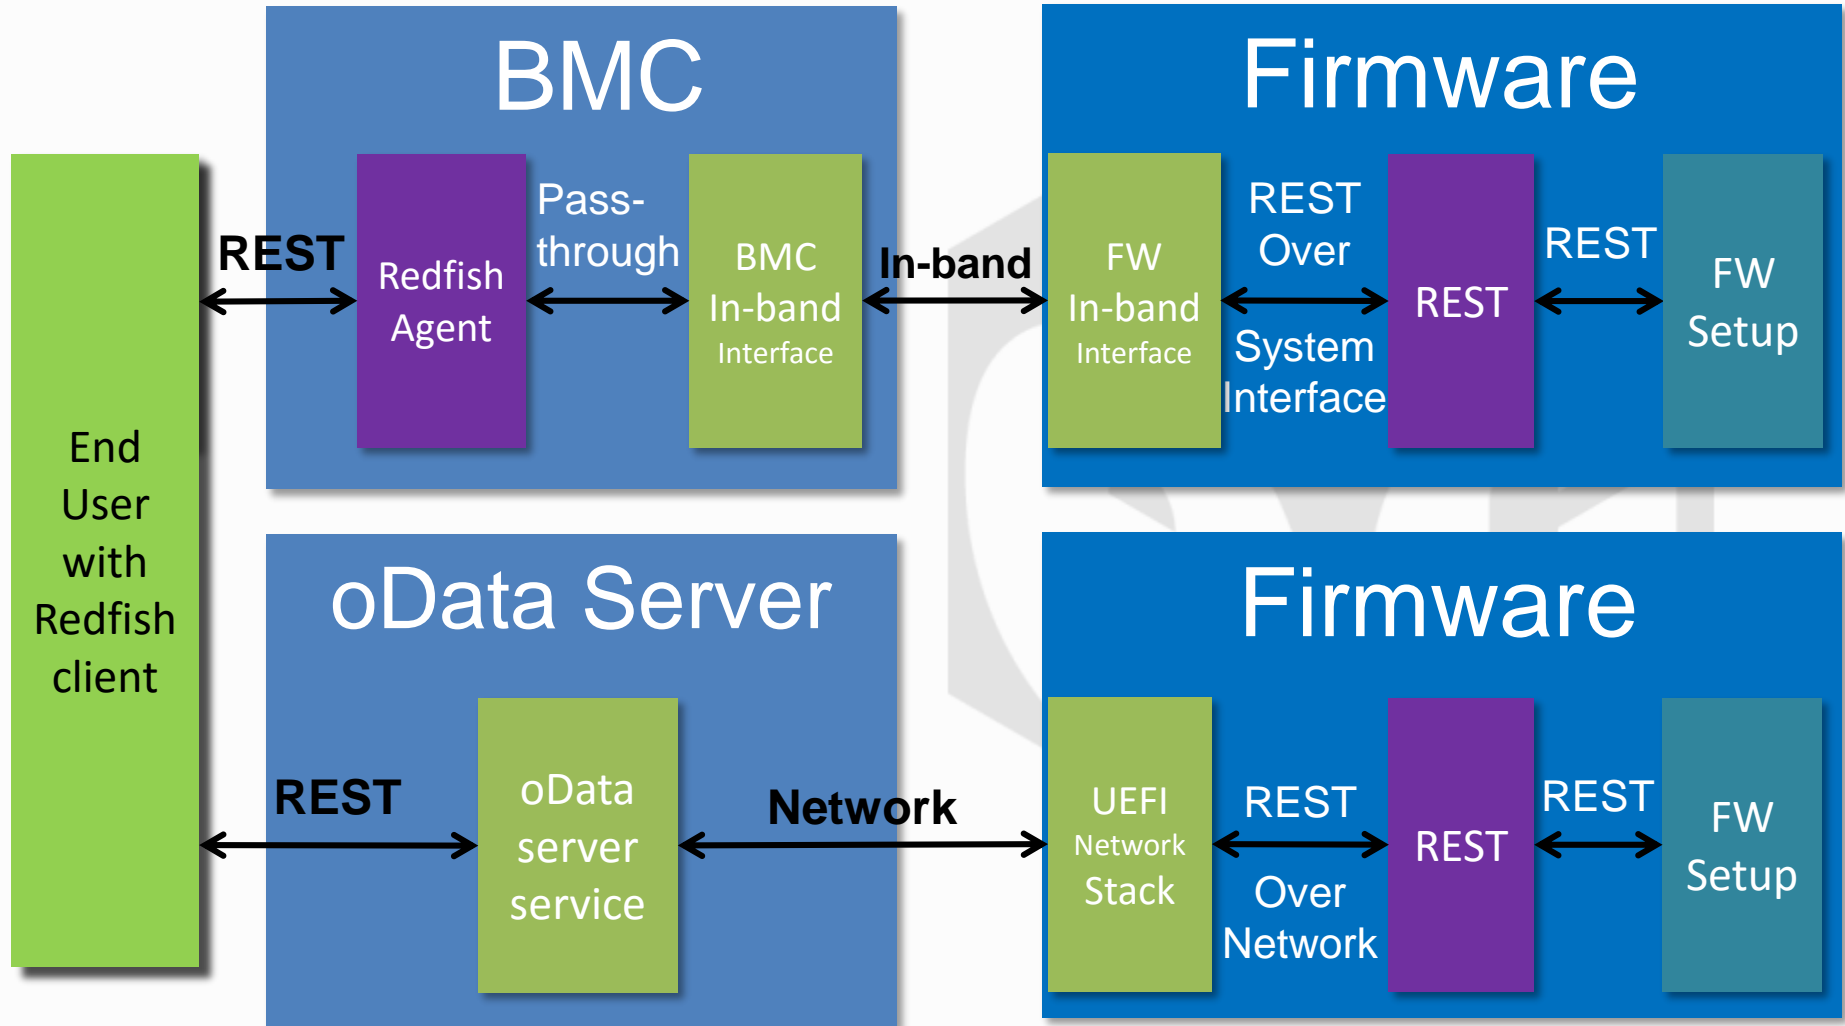 BMC
Firmware
End
User
with
Redfish
client
REST
Redfish
Agent
Pass-
through
BMC
In-band
Interface
In-band
FW
In-band
Interface
REST
Over
System
Interface
REST
REST
FW
Setup
oData Server
Firmware
REST
oData
server
service
Network
UEFI
Network
Stack
REST
Over
Network
REST
REST
FW
Setup